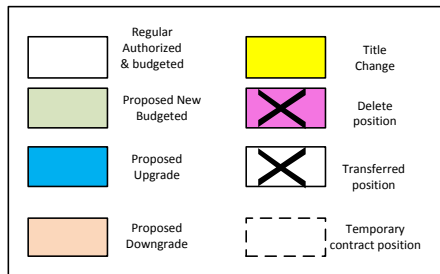 Regular
Authorized
& budgeted
Title
Change
Proposed New
Budgeted
Delete
position
Proposed
Upgrade
Transferred
position
Proposed
Downgrade
Temporary
contract position